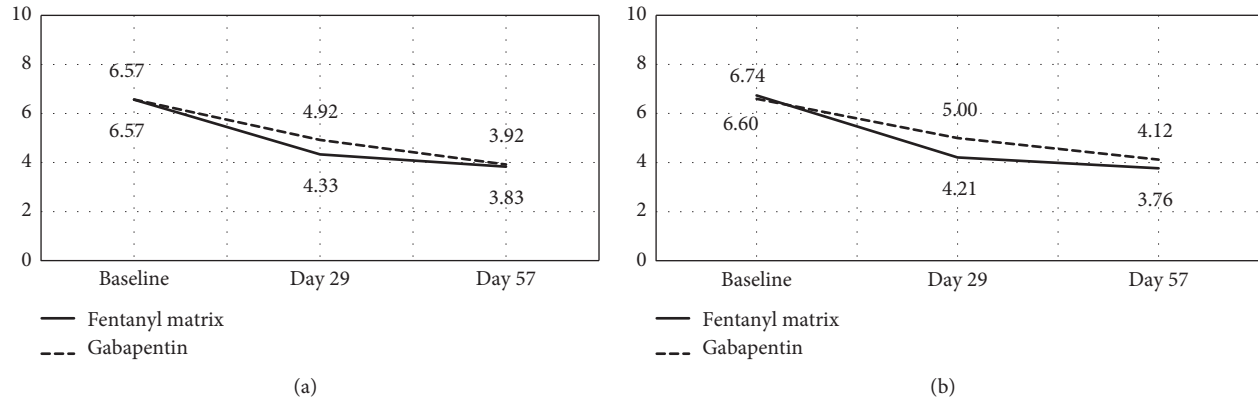 10
8
6
4
2
0
6.57
6.57
4.92
4.33
3.92
3.83
Baseline
Day 29
Day 57
Fentanyl matrix
Gabapentin
(a)
10
8
6
4
2
0
6.74
6.60
5.00
4.21
4.12
3.76
Baseline
Day 29
Day 57
Fentanyl matrix
Gabapentin
(b)